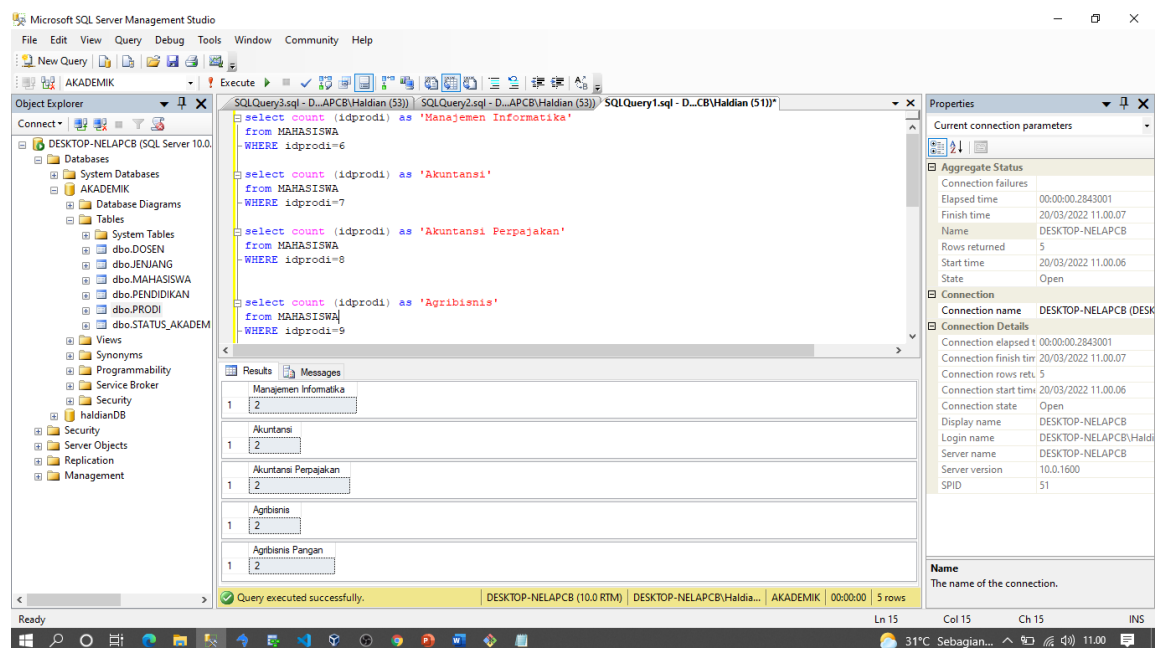 Microsoft SQL Server Management Studio
File Edit View Query Debug Tools Window Community Help
New Query
AKADEMIK Execute
Object Explorer
Connect
DESKTOP-NELAPCB (SQL Server 10.0.
Databases
System Databases
AKADEMIK
Database Diagrams
Tables
System Tables
dbo.DOSEN
dbo.JENJANG
dbo.MAHASISWA
dbo.PENDIDIKAN
dbo.PRODI
dbo.STATUS_AKADEM
Views
Synonyms
Programmability
Service Broker
Security
haldianDB
Security
Server Objects
Replication
Management
SQLQuery3.sql - D...APCB\Haldian (53)) SQLQuery2.sql - D...APCB\Haldian (53)) SQLQuery1.sql - D...CB\Haldian (51))*
select count (idprodi) as 'Manajemen Informatika'
from MAHASISWA
WHERE idprodi=6
select count (idprodi) as 'Akuntansi'
from MAHASISWA
WHERE idprodi=7
select count (idprodi) as 'Akuntansi Perpajakan'
from MAHASISWA
WHERE idprodi=8
select count (idprodi) as 'Agribisnis'
from MAHASISWA
WHERE idprodi=9
Results Messages
Manajemen Informatika
1 2
Akuntansi
1 2
Akuntansi Perpajakan
1 2
Agribisnis
1 2
Agribisnis Pangan
1 2
Query executed successfully. DESKTOP-NELAPCB (10.0 RTM) DESKTOP-NELAPCB\Haldia... AKADEMIK 00:00:00 5 rows
Properties
Current connection parameters
Aggregate Status
Connection failures
Elapsed time 00:00:00.2843001
Finish time 20/03/2022 11.00.07
Name DESKTOP-NELAPCB
Rows returned 5
Start time 20/03/2022 11.00.06
State Open
Connection
Connection name DESKTOP-NELAPCB (DESK
Connection Details
Connection elapsed t 00:00:00.2843001
Connection finish tim 20/03/2022 11.00.07
Connection rows retu 5
Connection start time 20/03/2022 11.00.06
Connection state Open
Display name DESKTOP-NELAPCB
Login name DESKTOP-NELAPCB\Haldi
Server name DESKTOP-NELAPCB
Server version 10.0.1600
SPID 51
Name
The name of the connection.
Ready Ln 15 Col 15 Ch 15 INS
31°C Sebagian... 11.00